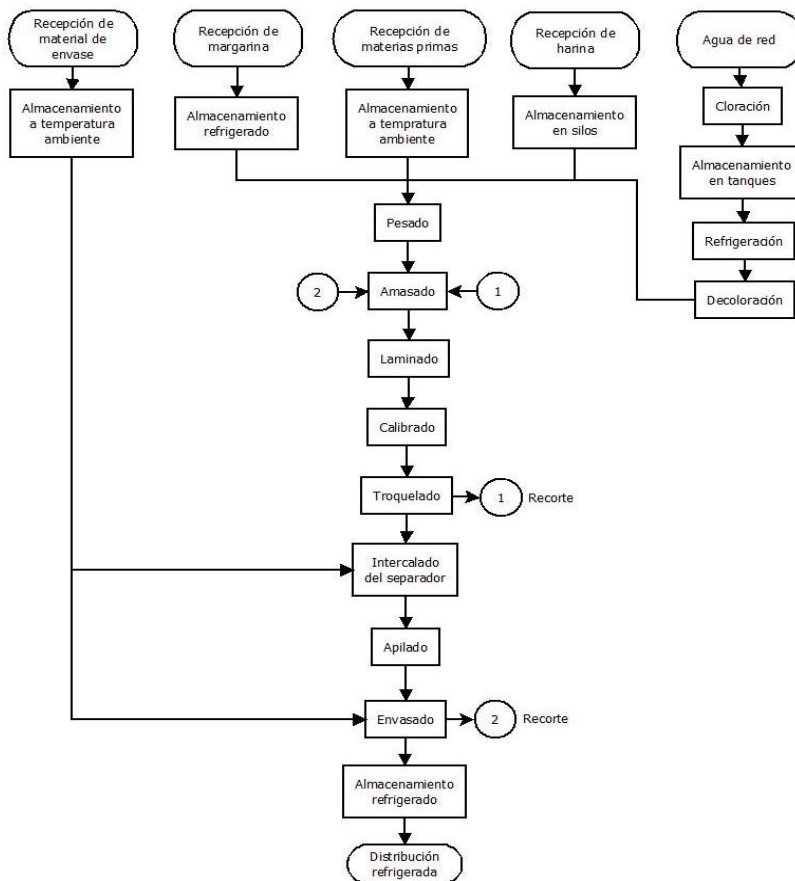 Recepción de
material de
envase
Recepción de
margarina
Recepción de
materias primas
Recepción de
harina
Agua de red
Almacenamiento
a temperatura
ambiente
Almacenamiento
refrigerado
Almacenamiento
a tempratura
ambiente
Almacenamiento
en silos
Cloración
Almacenamiento
en tanques
Refrigeración
Decoloración
Pesado
2
Amasado
1
Laminado
Calibrado
Troquelado
1
Recorte
Intercalado
del separador
Apilado
Envasado
2
Recorte
Almacenamiento
refrigerado
Distribución
refrigerada